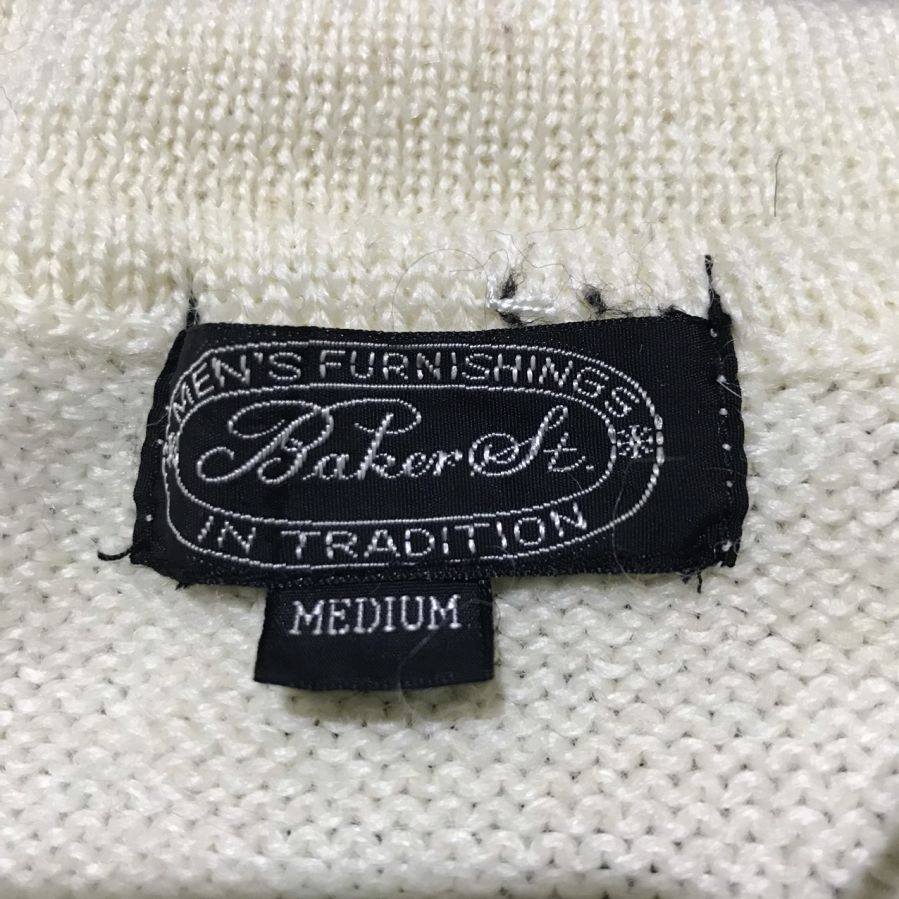 MEN'S FURNISHINGS
Baker St.
IN TRADITION
MEDIUM